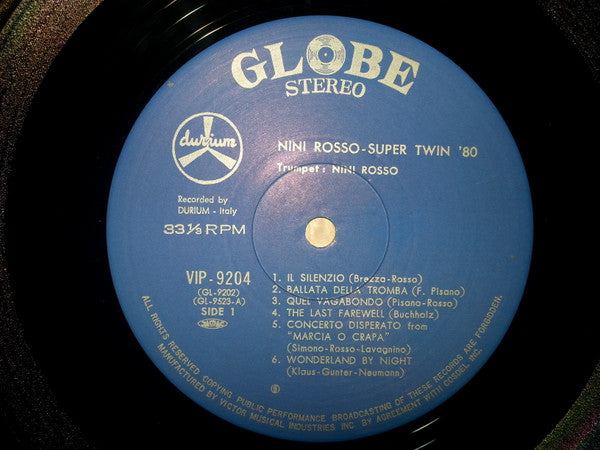 GLOBE
STEREO
durium
NINI ROSSO-SUPER TWIN '80
Trumpet: NINI ROSSO
Recorded by
DURIUM - Italy
33⅓ RPM
VIP-9204
(GL-9202)
(GL-9523-A)
SIDE 1
1. IL SILENZIO (Brezza-Rosso)
2. BALLATA DELLA TROMBA (F. Pisano)
3. QUEL VAGABONDO (Pisano-Rosso)
4. THE LAST FAREWELL (Buchholz)
5. CONCERTO DISPERATO from
"MARCIA O CRAPA"
(Simono-Rosso-Lavagnino)
6. WONDERLAND BY NIGHT
(Klaus-Gunter-Neumann)
ALL RIGHTS RESERVED COPYING PUBLIC PERFORMANCE BROADCASTING OF THESE RECORDS ARE FORBIDDEN.
MANUFACTURED BY VICTOR MUSICAL INDUSTRIES INC. BY AGREEMENT WITH COSDEL INC.